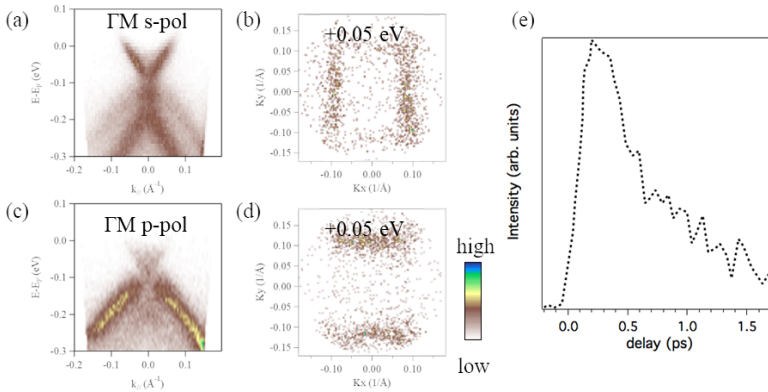 (a)
ΓM s-pol
0.0
-0.1
-0.2
-0.3
E-E_F (eV)
-0.2 -0.1 0.0 0.1 0.2
k_// (Å⁻¹)
(b)
+0.05 eV
0.15
0.10
0.05
0.00
-0.05
-0.10
-0.15
Ky (1/Å)
-0.10 0.00 0.10
Kx (1/Å)
(c)
ΓM p-pol
0.0
-0.1
-0.2
-0.3
E-E_F (eV)
-0.2 -0.1 0.0 0.1 0.2
k_// (Å⁻¹)
(d)
+0.05 eV
0.15
0.10
0.05
0.00
-0.05
-0.10
-0.15
Ky (1/Å)
-0.10 0.00 0.10
Kx (1/Å)
high
low
(e)
Intensity (arb. units)
0.0 0.5 1.0 1.5
delay (ps)